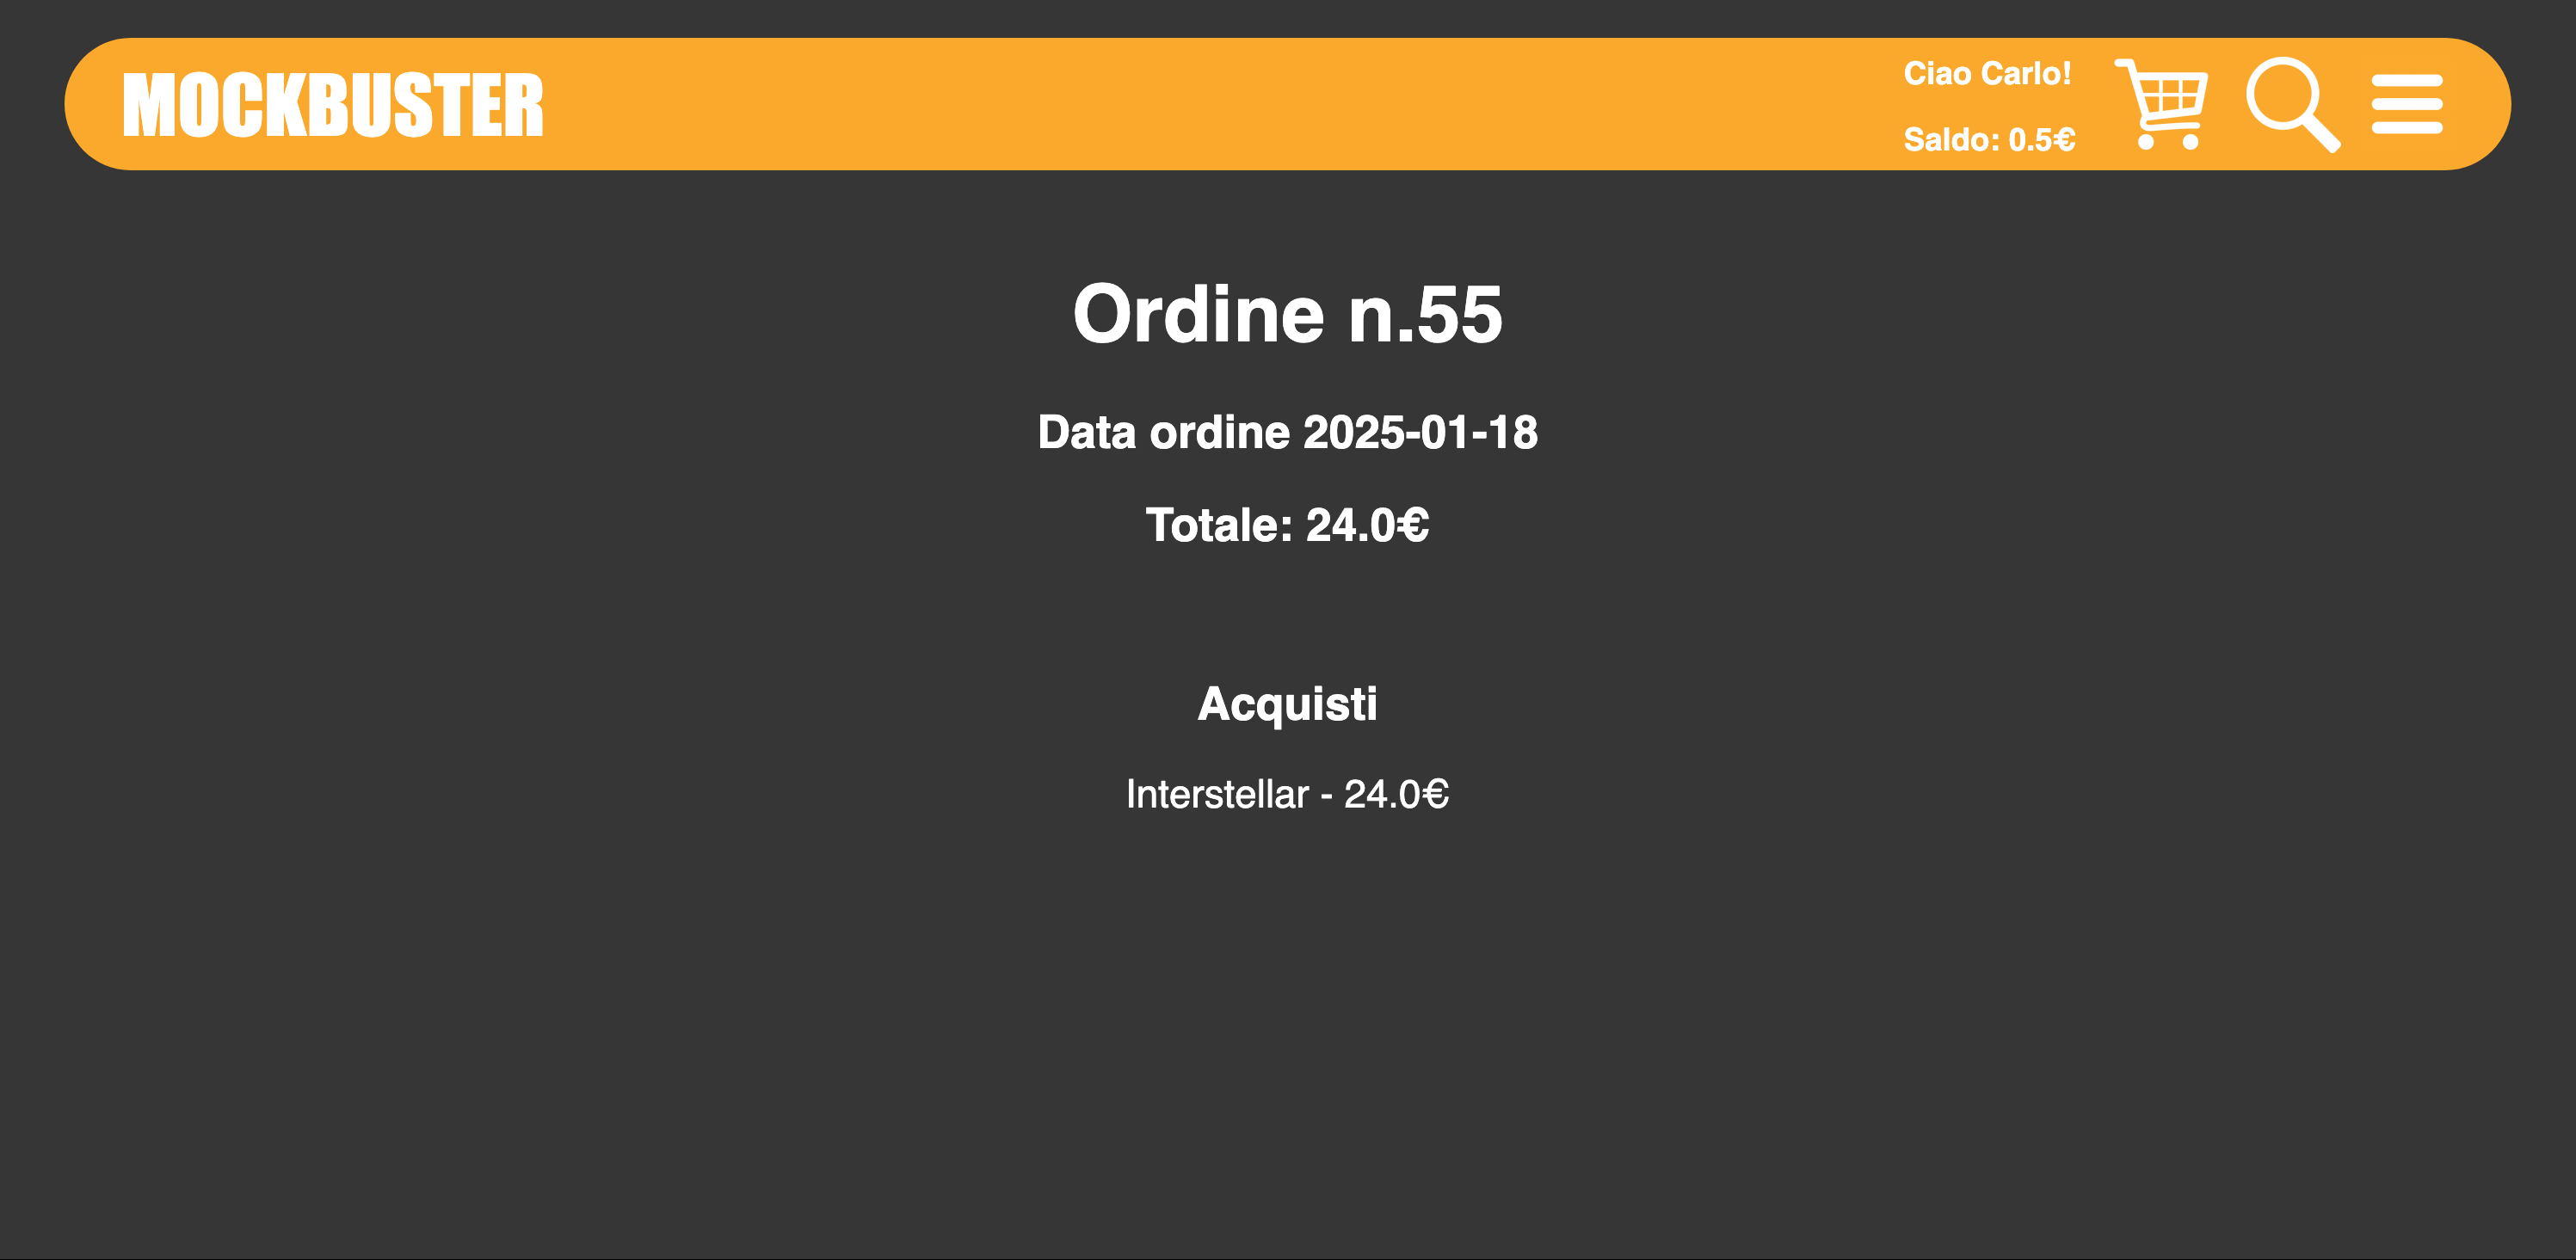 MOCKBUSTER
Ciao Carlo!
Saldo: 0.5€
Ordine n.55
Data ordine 2025-01-18
Totale: 24.0€
Acquisti
Interstellar - 24.0€